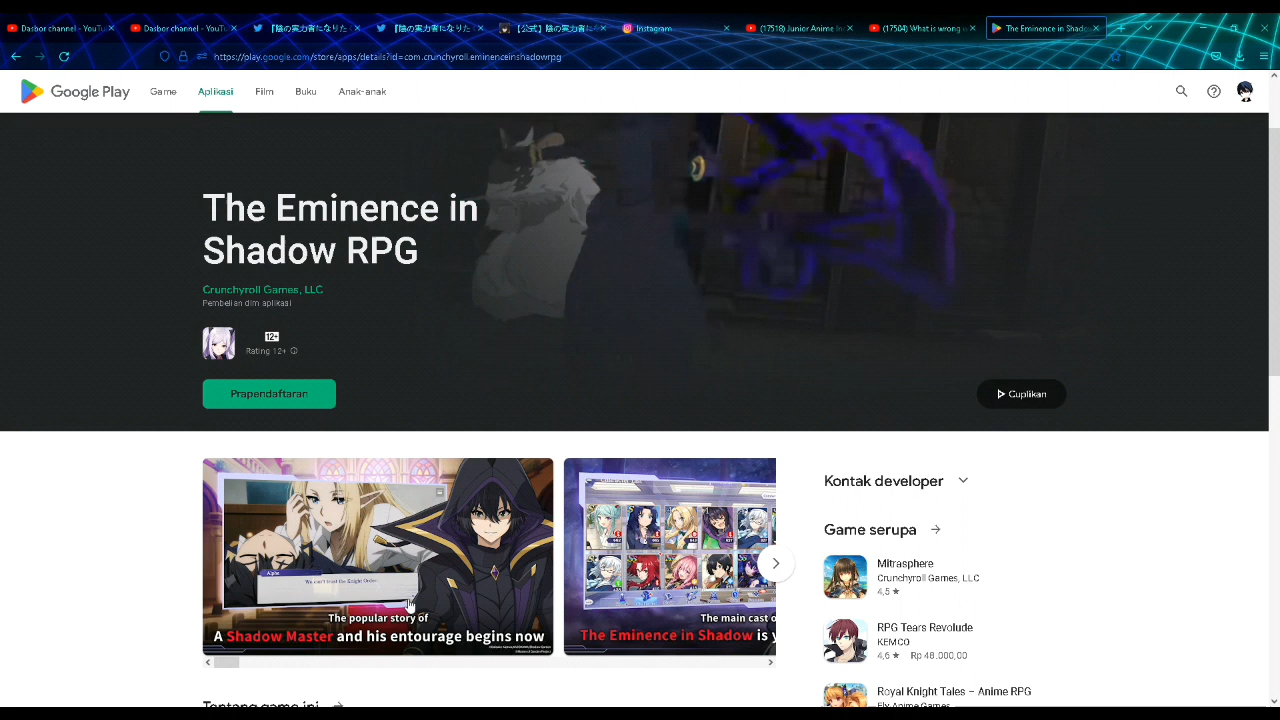 Dasbor channel - YouTu
Dasbor channel - YouTu
『陰の実力者になりた
『陰の実力者になりた
【公式】陰の実力者に
Instagram
(17518) Junior Anime In
(17504) What is wrong w
The Eminence in Shado
https://play.google.com/store/apps/details?id=com.crunchyroll.eminenceinshadowrpg
Google Play
Game
Aplikasi
Film
Buku
Anak-anak
The Eminence in
Shadow RPG
Crunchyroll Games, LLC
Pembelian dlm aplikasi
12+
Rating 12+
Prapendaftaran
Cuplikan
Alpha
We can't trust the Knight Order.
The popular story of
A Shadow Master and his entourage begins now
The main cast o
The Eminence in Shadow is y
Kontak developer
Game serupa
Mitrasphere
Crunchyroll Games, LLC
4,5
RPG Tears Revolude
KEMCO
4,6 Rp 48.000,00
Royal Knight Tales – Anime RPG
Fly Anime Games
Tentang game ini